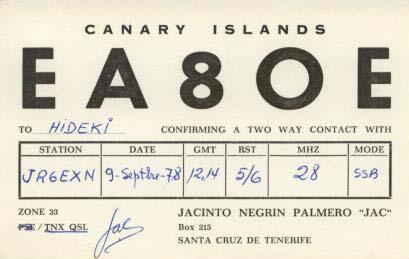 CANARY ISLANDS
EA8OE
TO HiDEKi CONFIRMING A TWO WAY CONTACT WITH
STATION DATE GMT RST MHZ MODE
JR6EXN 9-Septbre-78 12,14 5/6 28 SSB
ZONE 33 JACINTO NEGRIN PALMERO "JAC"
PSE / TNX QSL Jac Box 215
SANTA CRUZ DE TENERIFE